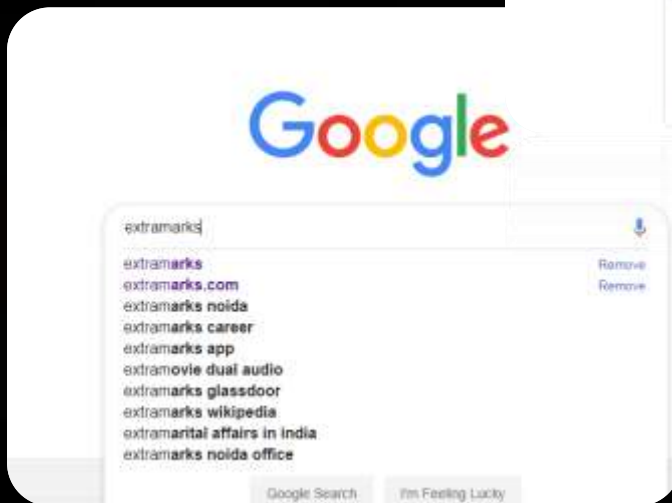 Google
extramarks
extramarks Remove
extramarks.com Remove
extramarks noida
extramarks career
extramarks app
extramovie dual audio
extramarks glassdoor
extramarks wikipedia
extramarital affairs in india
extramarks noida office
Google Search I'm Feeling Lucky